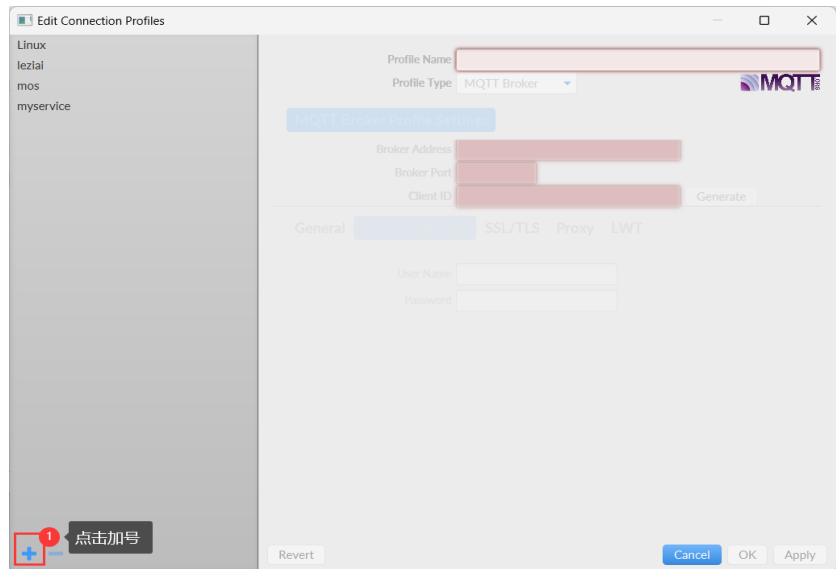 Edit Connection Profiles
Linux
leziai
mos
myservice
Profile Name
Profile Type MQTT Broker
MQTT
ORG
MQTT Broker Profile Settings
Broker Address
Broker Port
Client ID
Generate
General
SSL/TLS
Proxy
LWT
User Name
Password
1
点击加号
Revert
Cancel
OK
Apply